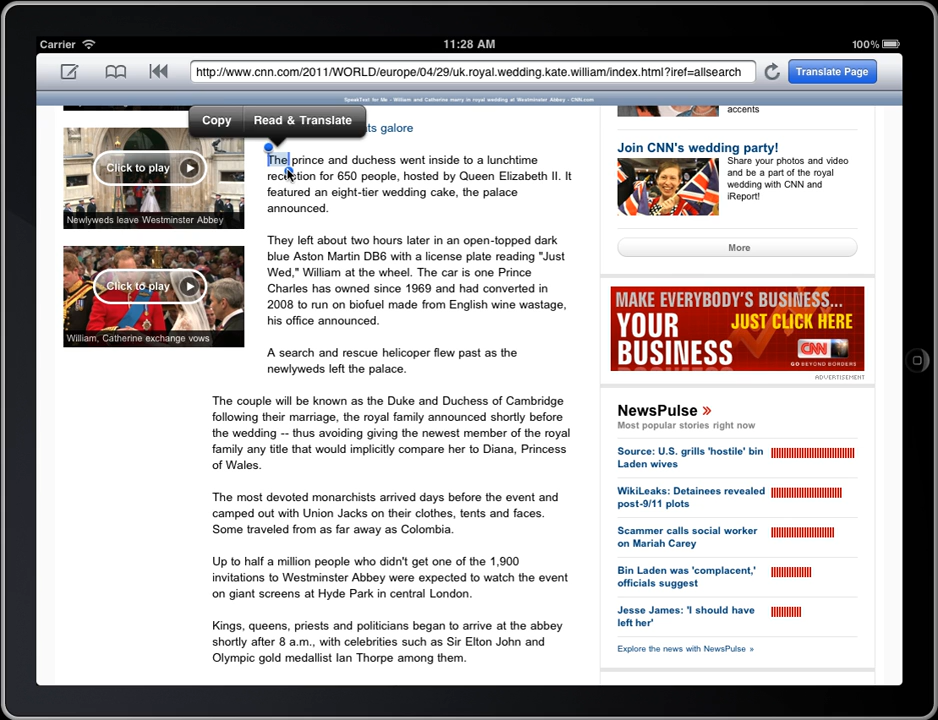 Carrier
11:28 AM
100%
http://www.cnn.com/2011/WORLD/europe/04/29/uk.royal.wedding.kate.william/index.html?iref=allsearch
Translate Page
SpeakText for Me - William and Catherine marry in royal wedding at Westminster Abbey - CNN.com
Copy
Read & Translate
galore
Click to play
Newlyweds leave Westminster Abbey
Click to play
William, Catherine exchange vows
The prince and duchess went inside to a lunchtime
reception for 650 people, hosted by Queen Elizabeth II. It
featured an eight-tier wedding cake, the palace
announced.
They left about two hours later in an open-topped dark
blue Aston Martin DB6 with a license plate reading "Just
Wed," William at the wheel. The car is one Prince
Charles has owned since 1969 and had converted in
2008 to run on biofuel made from English wine wastage,
his office announced.
A search and rescue helicoper flew past as the
newlyweds left the palace.
The couple will be known as the Duke and Duchess of Cambridge
following their marriage, the royal family announced shortly before
the wedding -- thus avoiding giving the newest member of the royal
family any title that would implicitly compare her to Diana, Princess
of Wales.
The most devoted monarchists arrived days before the event and
camped out with Union Jacks on their clothes, tents and faces.
Some traveled from as far away as Colombia.
Up to half a million people who didn't get one of the 1,900
invitations to Westminster Abbey were expected to watch the event
on giant screens at Hyde Park in central London.
Kings, queens, priests and politicians began to arrive at the abbey
shortly after 8 a.m., with celebrities such as Sir Elton John and
Olympic gold medallist Ian Thorpe among them.
accents
Join CNN's wedding party!
Share your photos and video
and be a part of the royal
wedding with CNN and
iReport!
More
MAKE EVERYBODY'S BUSINESS...
YOUR
BUSINESS
JUST CLICK HERE
CNN
GO BEYOND BORDERS
ADVERTISEMENT
NewsPulse »
Most popular stories right now
Source: U.S. grills 'hostile' bin
Laden wives
WikiLeaks: Detainees revealed
post-9/11 plots
Scammer calls social worker
on Mariah Carey
Bin Laden was 'complacent,'
officials suggest
Jesse James: 'I should have
left her'
Explore the news with NewsPulse »